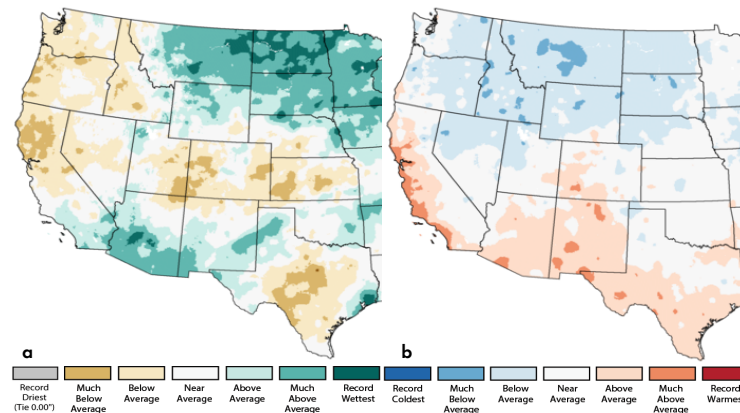 a
b
Record
Driest
(Tie 0.00")
Much
Below
Average
Below
Average
Near
Average
Above
Average
Much
Above
Average
Record
Wettest
Record
Coldest
Much
Below
Average
Below
Average
Near
Average
Above
Average
Much
Above
Average
Record
Warmes